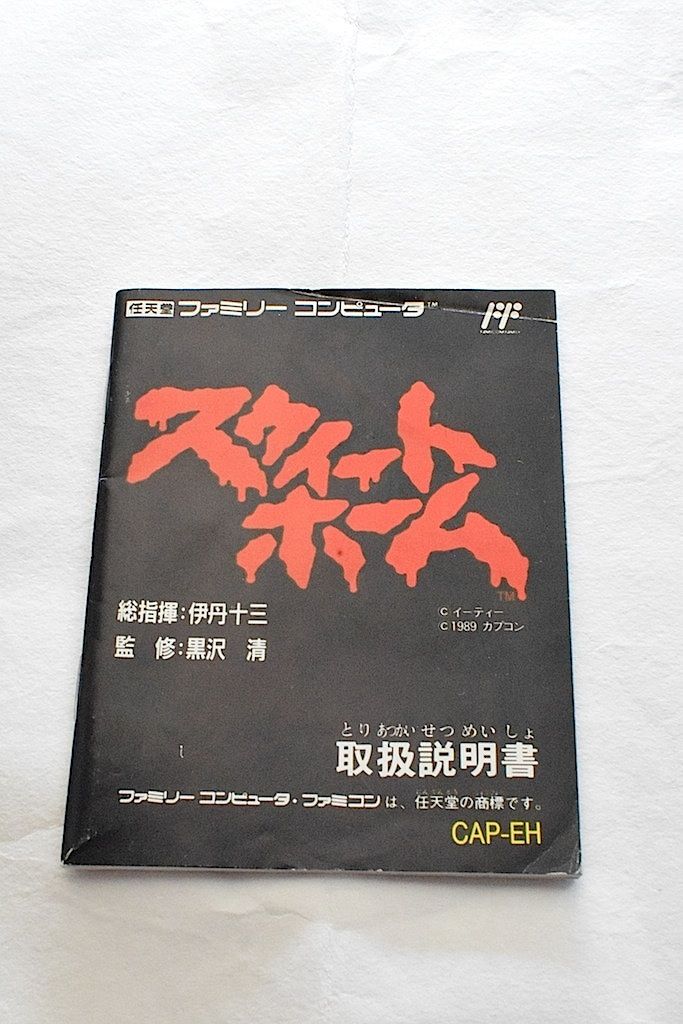 任天堂 ファミリー コンピュータ™
スウィート
ホーム™
総指揮:伊丹十三
監 修:黒沢 清
© イーティー
© 1989 カプコン
とり あつかい せつ めい しょ
取扱説明書
ファミリー コンピュータ・ファミコン は、任天堂の商標です。
CAP-EH